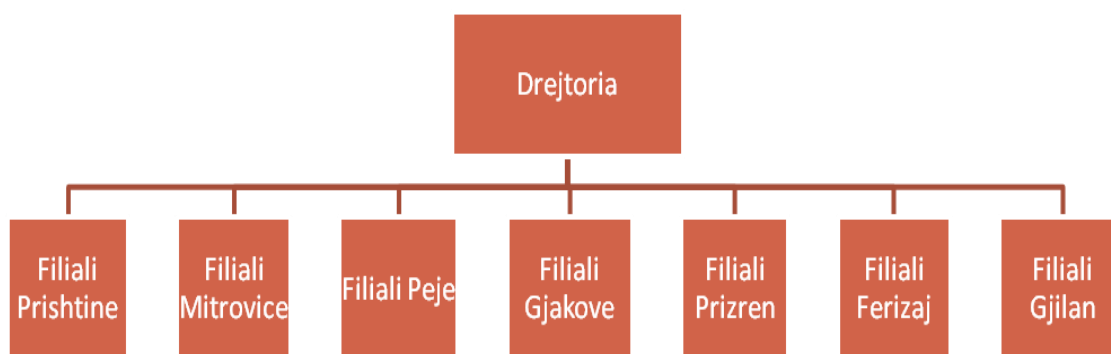 Drejtoria
Filiali
Prishtine
Filiali
Mitrovice
Filiali Peje
Filiali
Gjakove
Filiali
Prizren
Filiali
Ferizaj
Filiali
Gjilan